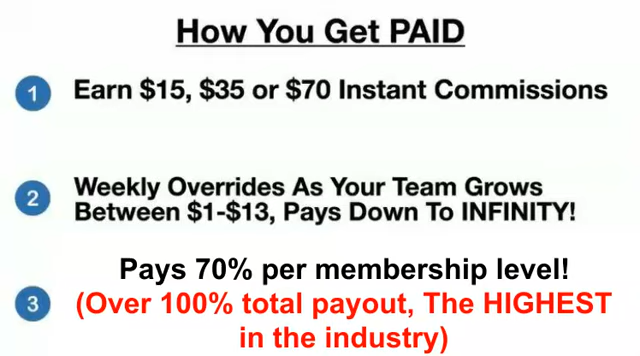 How You Get PAID
1 Earn $15, $35 or $70 Instant Commissions
2 Weekly Overrides As Your Team Grows
Between $1-$13, Pays Down To INFINITY!
Pays 70% per membership level!
3 (Over 100% total payout, The HIGHEST
in the industry)